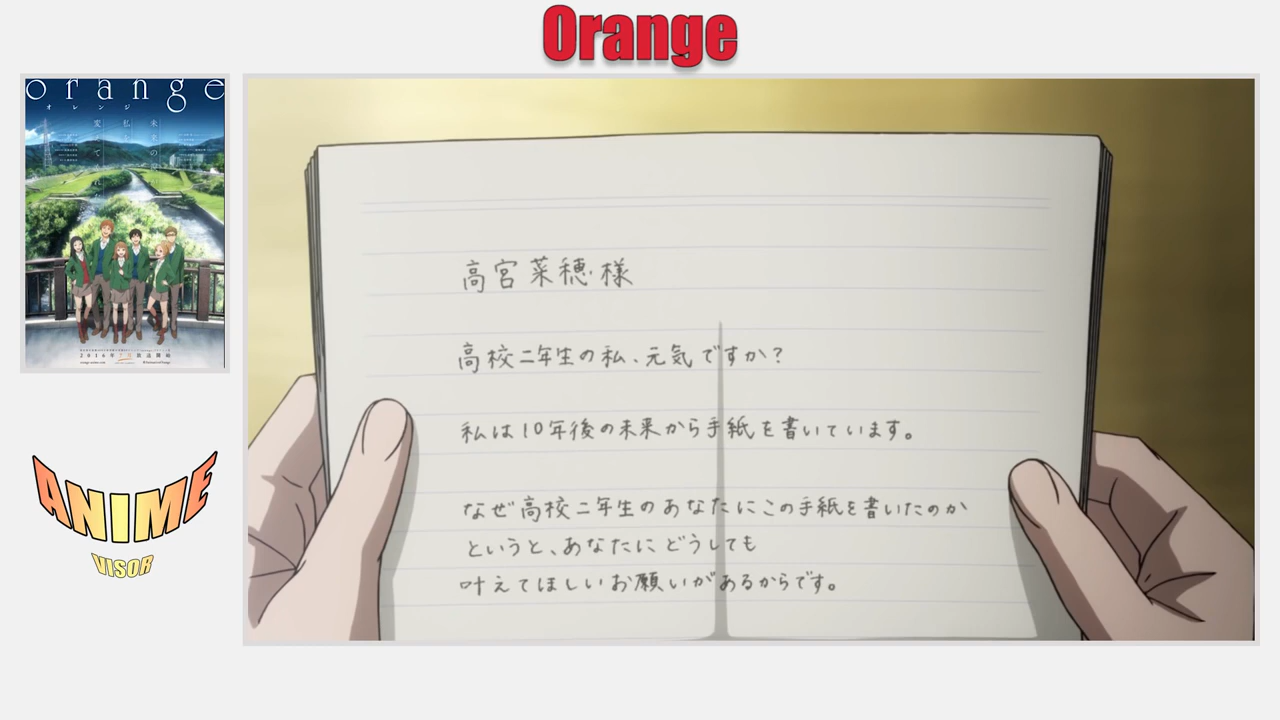 Orange
orange
オレンジ
高宮菜穂様
高校二年生の私、元気ですか？
私は10年後の未来から手紙を書いています。
なぜ高校二年生のあなたにこの手紙を書いたのか
というと、あなたにどうしても
叶えてほしいお願いがあるからです。
ANIME
VISOR